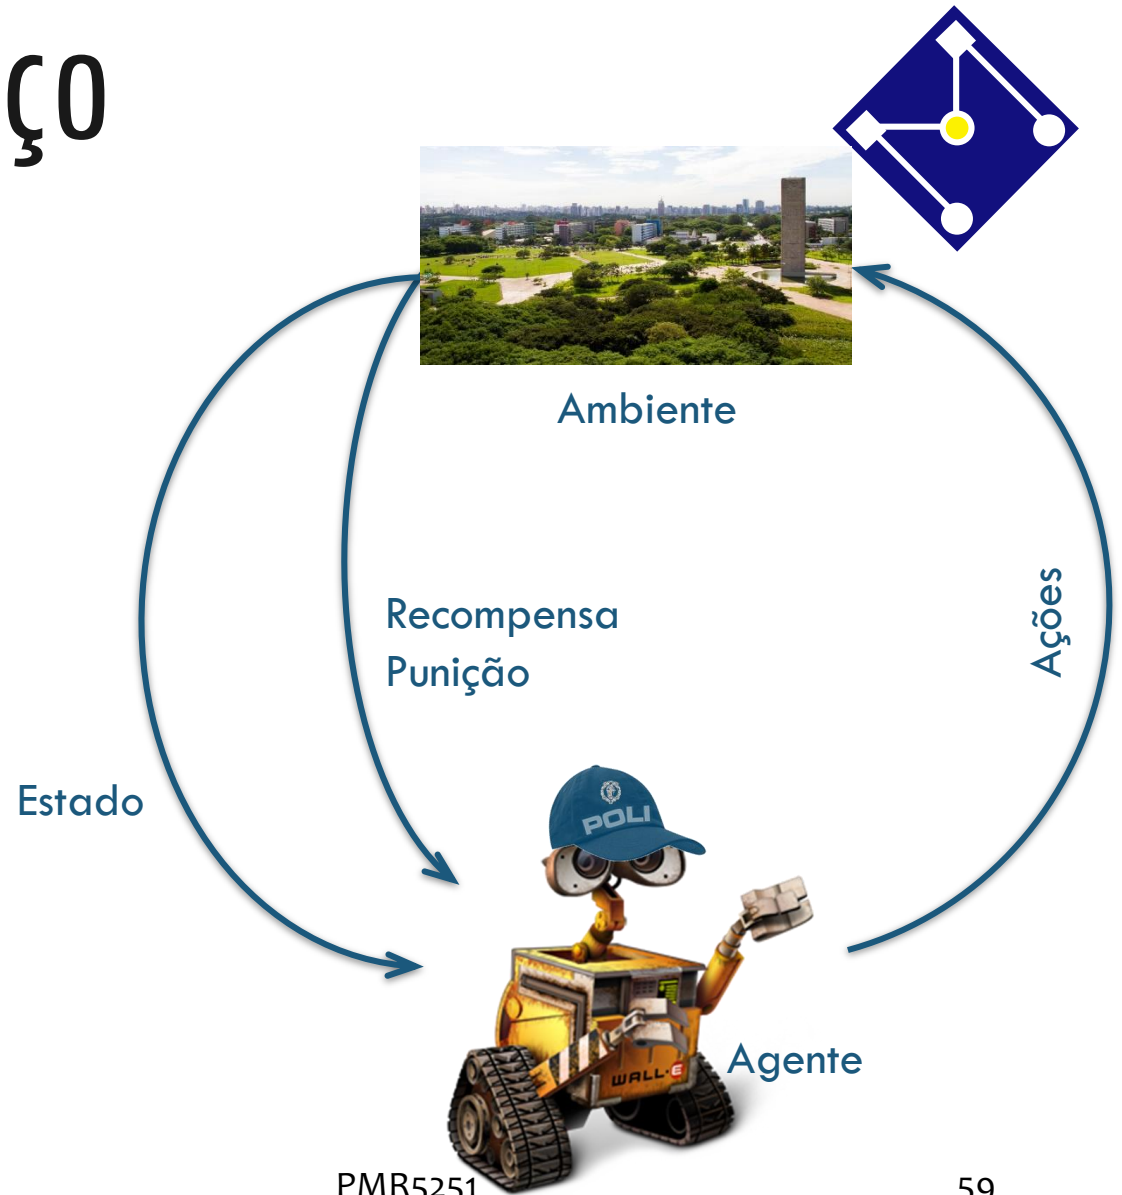 ÇO
Ambiente
Recompensa
Punição
Ações
Estado
POLI
WALL·E
Agente
PMR5251
59